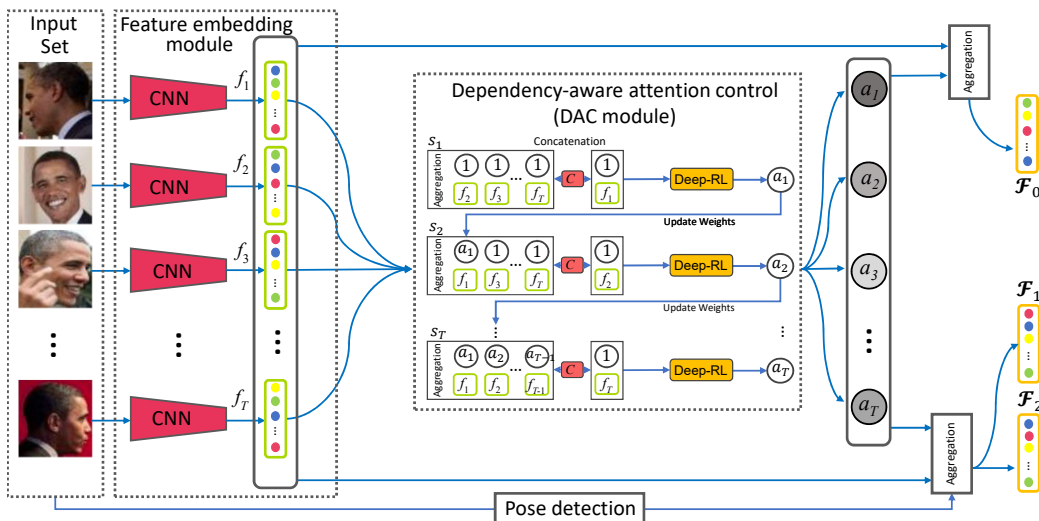 Input
Set
Feature embedding
module
CNN
f1
CNN
f2
CNN
f3
CNN
fT
...
Dependency-aware attention control
(DAC module)
s1
Concatenation
Aggregation
1 1 ... 1
f2 f3 fT
C
1
f1
Deep-RL
a1
Update Weights
s2
Aggregation
a1 1 ... 1
f1 f3 fT
C
1
f2
Deep-RL
a2
Update Weights
...
sT
Aggregation
a1 a2 ... aT−1
f1 f2 fT-1
C
1
fT
Deep-RL
aT
a1
a2
a3
...
aT
Aggregation
F0
F1
F2
Aggregation
Pose detection